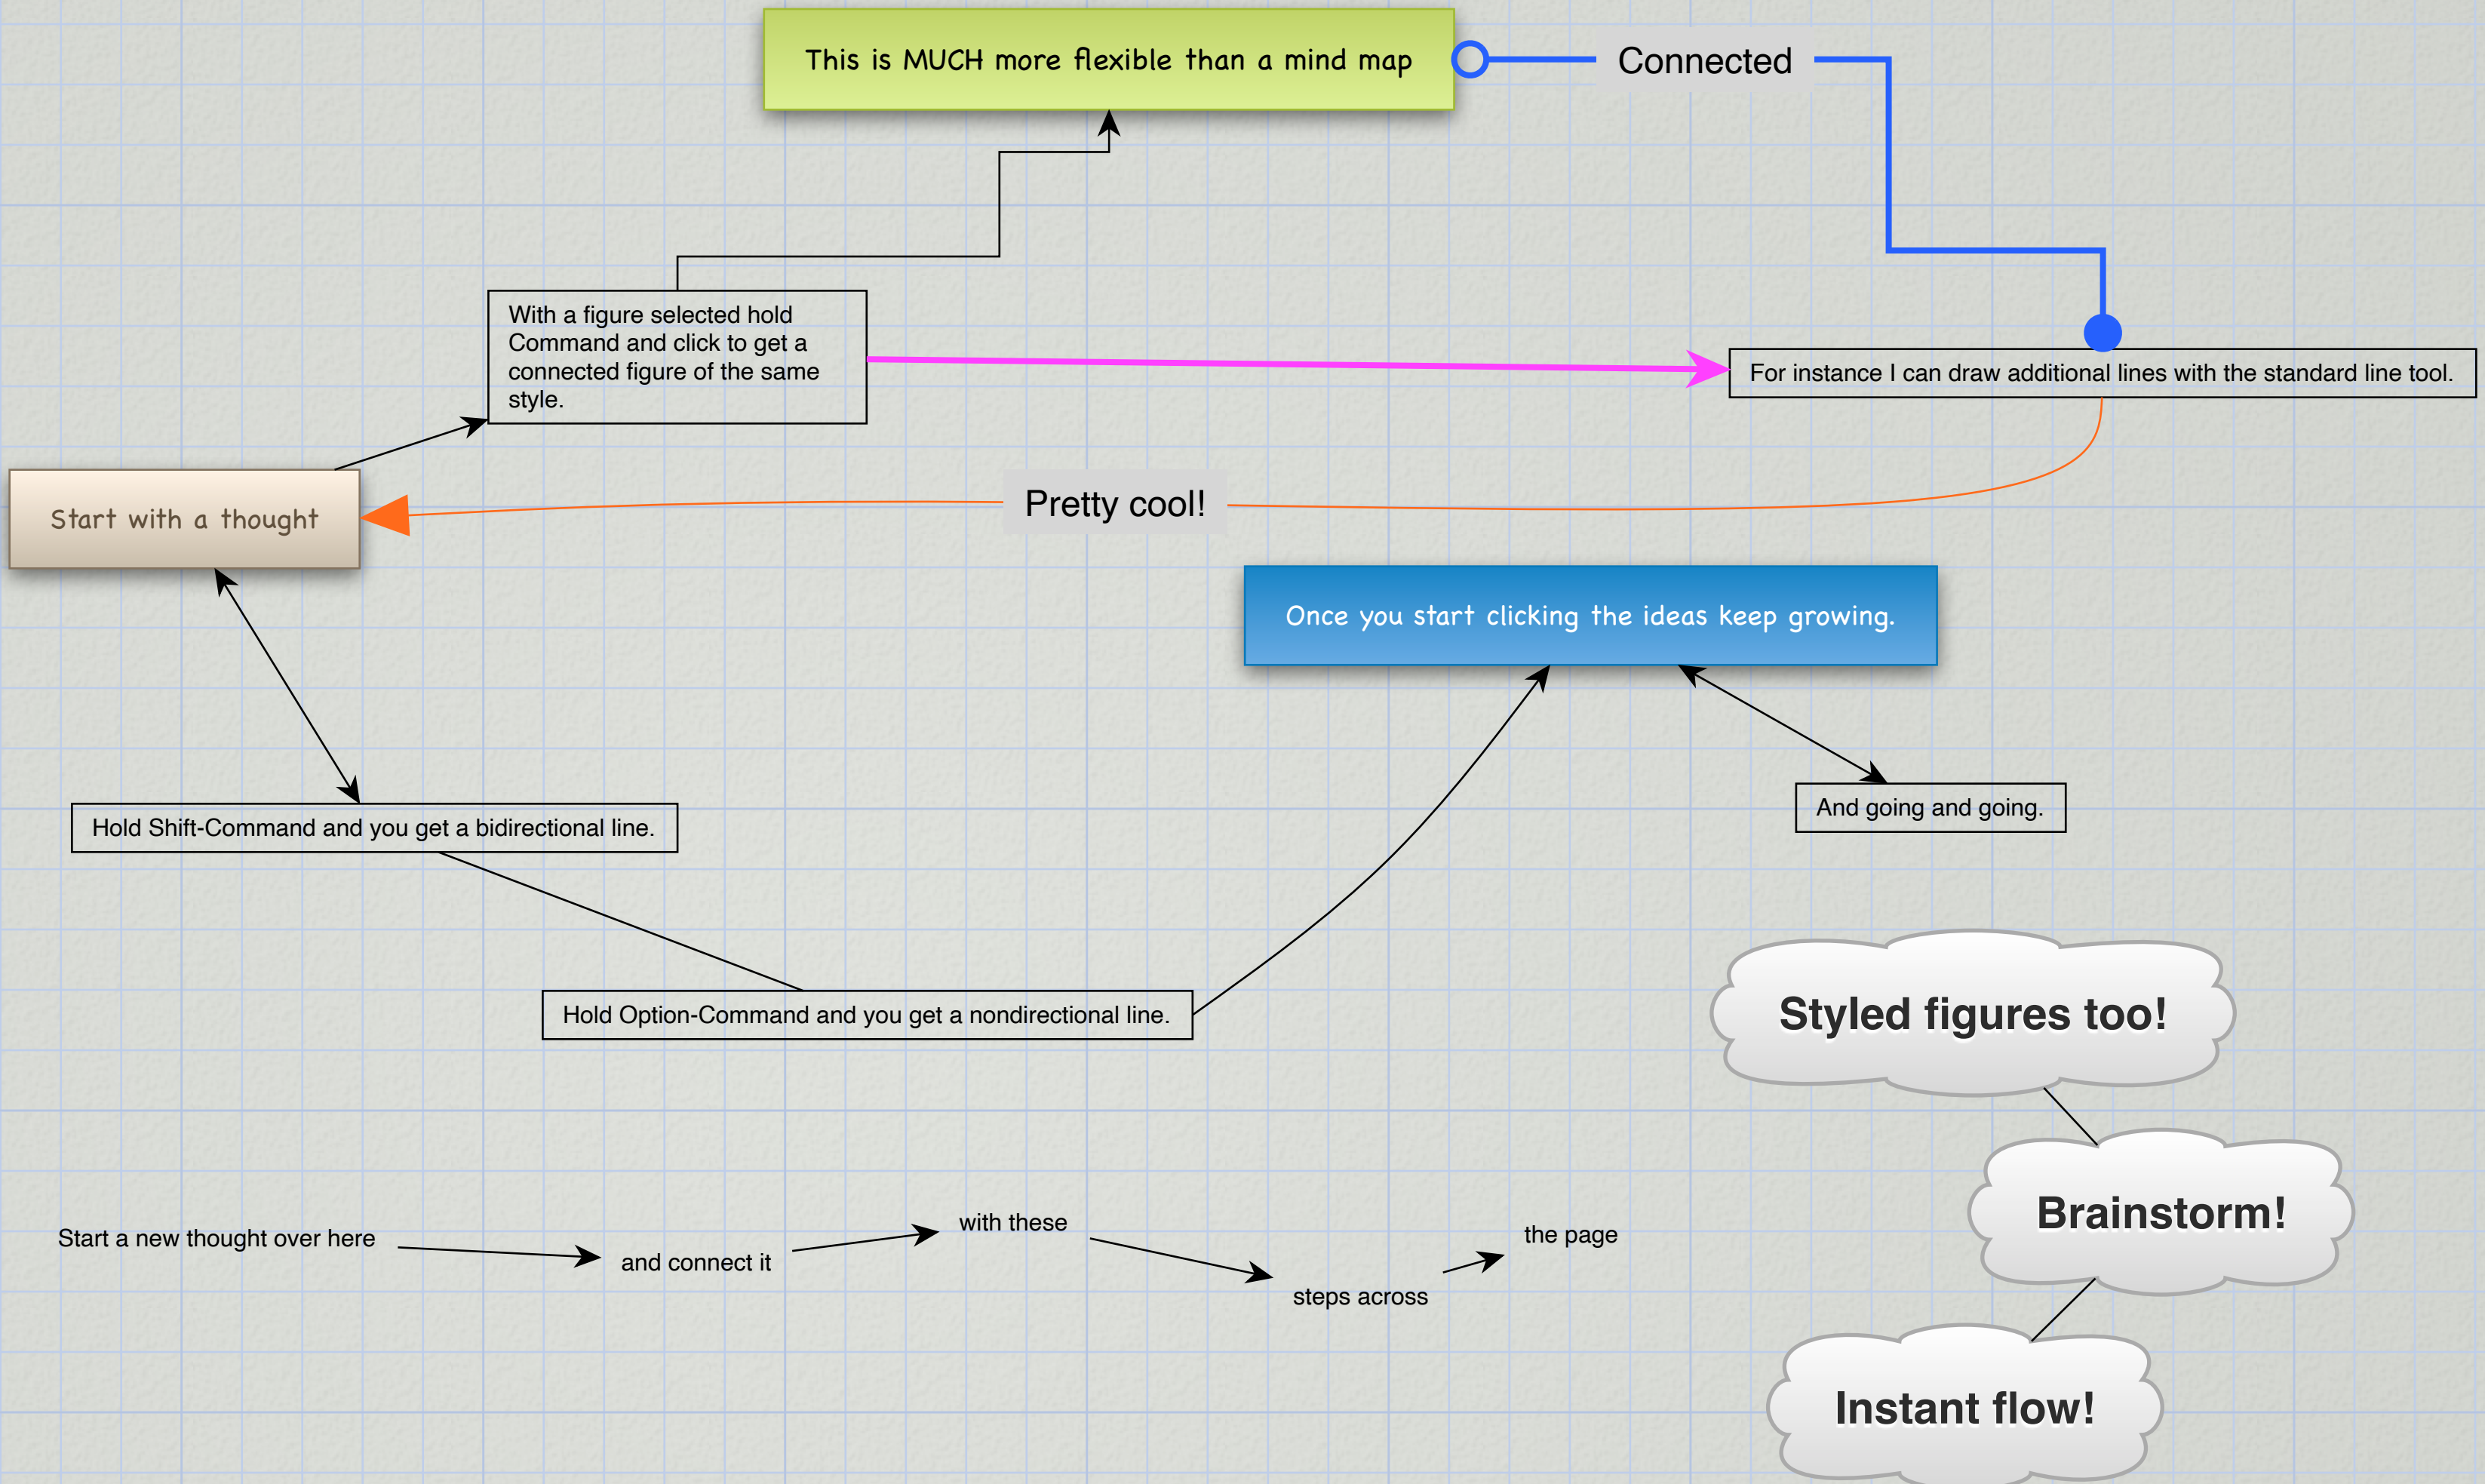 This is MUCH more flexible than a mind map
Connected
With a figure selected hold
Command and click to get a
connected figure of the same
style.
For instance I can draw additional lines with the standard line tool.
Start with a thought
Pretty cool!
Once you start clicking the ideas keep growing.
Hold Shift-Command and you get a bidirectional line.
And going and going.
Hold Option-Command and you get a nondirectional line.
Styled figures too!
Brainstorm!
Instant flow!
Start a new thought over here
and connect it
with these
steps across
the page